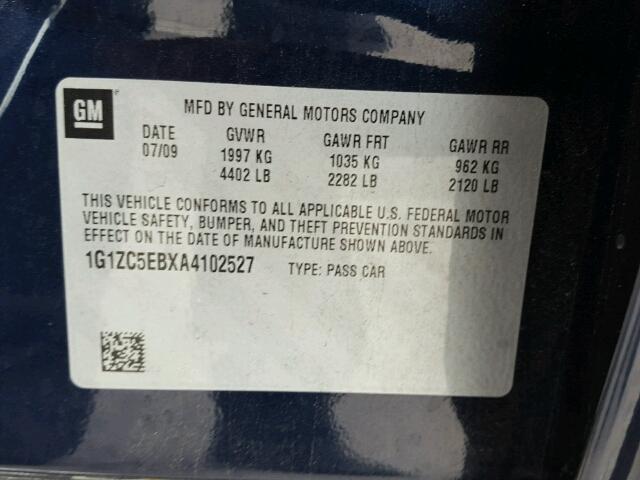 GM MFD BY GENERAL MOTORS COMPANY
DATE GVWR GAWR FRT GAWR RR
07/09 1997 KG 1035 KG 962 KG
4402 LB 2282 LB 2120 LB
THIS VEHICLE CONFORMS TO ALL APPLICABLE U.S. FEDERAL MOTOR
VEHICLE SAFETY, BUMPER, AND THEFT PREVENTION STANDARDS IN
EFFECT ON THE DATE OF MANUFACTURE SHOWN ABOVE.
1G1ZC5EBXA4102527 TYPE: PASS CAR